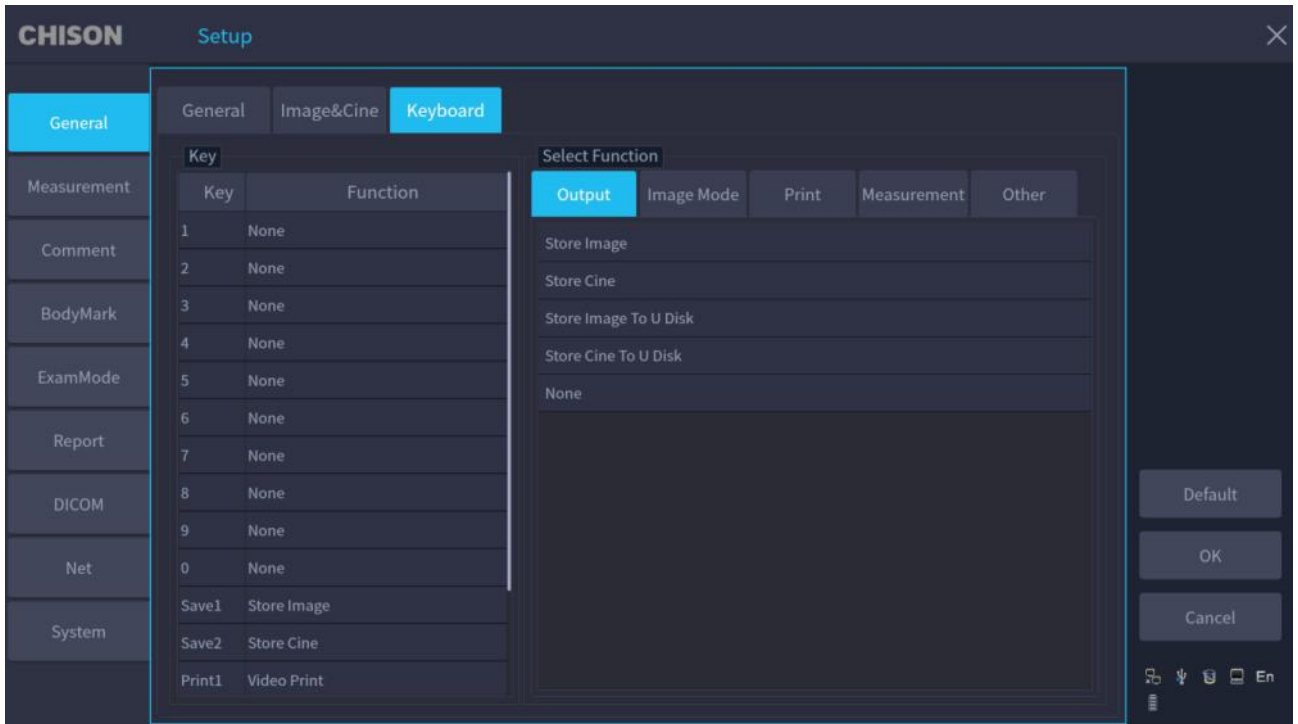 CHISON Setup
General
Measurement
Comment
BodyMark
ExamMode
Report
DICOM
Net
System
General Image&Cine Keyboard
Key
Key Function
1 None
2 None
3 None
4 None
5 None
6 None
7 None
8 None
9 None
0 None
Save1 Store Image
Save2 Store Cine
Print1 Video Print
Select Function
Output Image Mode Print Measurement Other
Store Image
Store Cine
Store Image To U Disk
Store Cine To U Disk
None
Default
OK
Cancel
En